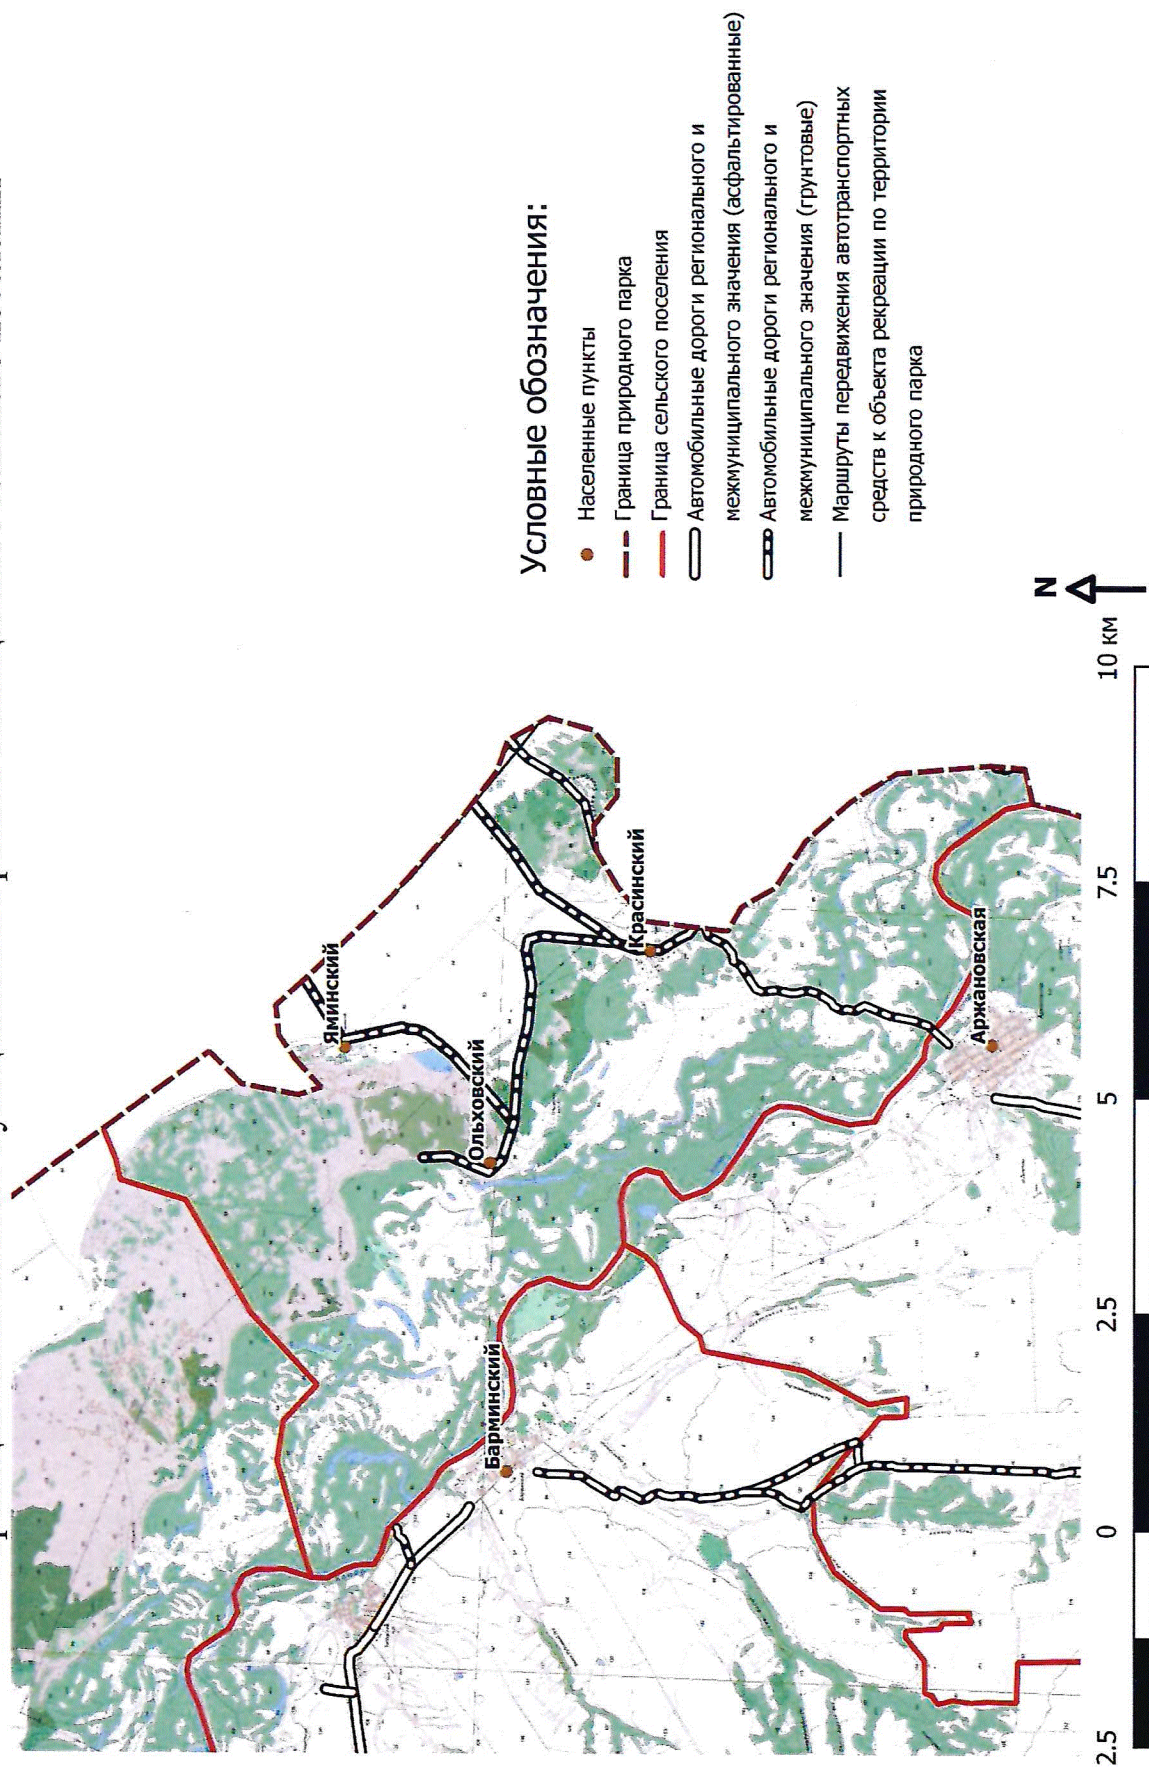 Яминский
Ольховский
Красинский
Барминский
Аржановская
Условные обозначения:
Населенные пункты
Граница природного парка
Граница сельского поселения
Автомобильные дороги регионального и
межмуниципального значения (асфальтированные)
Автомобильные дороги регионального и
межмуниципального значения (грунтовые)
Маршруты передвижения автотранспортных
средств к объекта рекреации по территории
природного парка
N
2.5 0 2.5 5 7.5 10 км